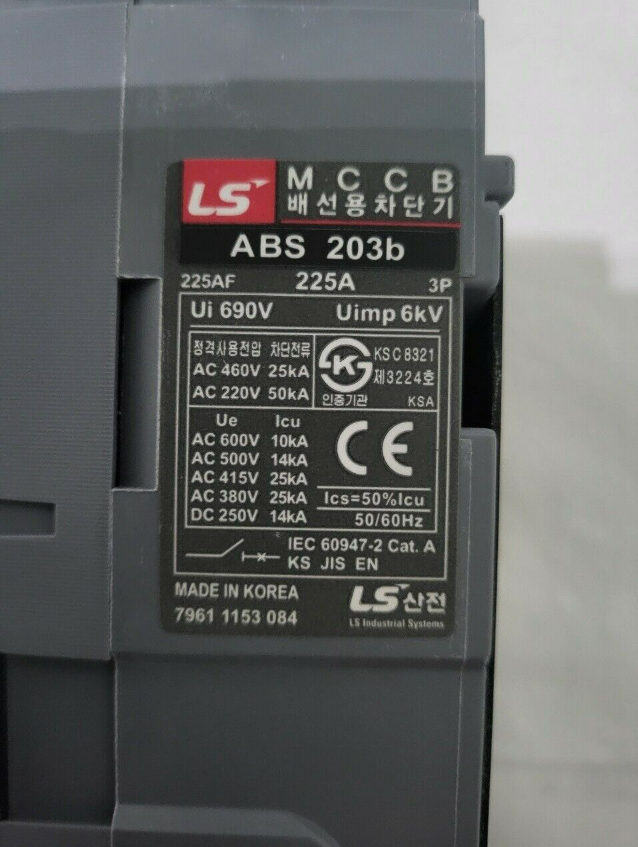 LS
M C C B
배선용차단기
ABS 203b
225AF 225A 3P
Ui 690V Uimp 6kV
정격사용전압 차단전류
AC 460V 25kA
AC 220V 50kA
KS C 8321
제3224호
인증기관 KSA
Ue Icu
AC 600V 10kA
AC 500V 14kA
AC 415V 25kA
AC 380V 25kA
DC 250V 14kA
CE
Ics=50%Icu
50/60Hz
IEC 60947-2 Cat. A
KS JIS EN
MADE IN KOREA
7961 1153 084
LS산전
LS Industrial Systems